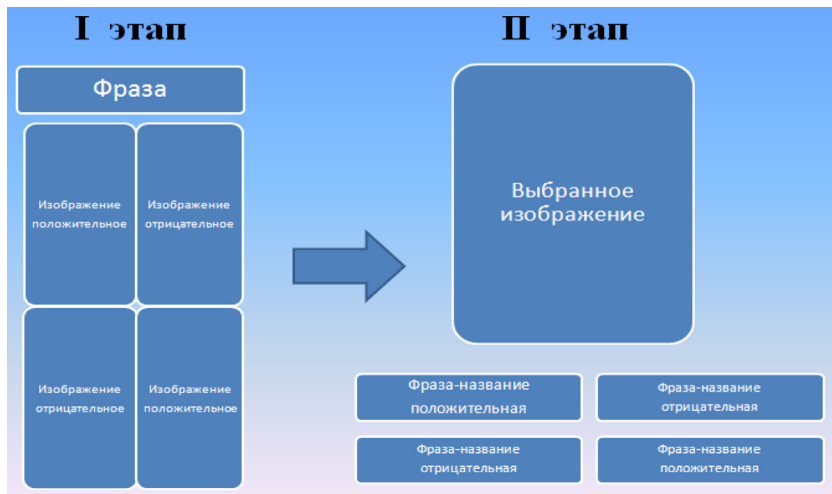 I этап
Фраза
Изображение
положительное
Изображение
отрицательное
Изображение
отрицательное
Изображение
положительное
II этап
Выбранное
изображение
Фраза-название
положительная
Фраза-название
отрицательная
Фраза-название
отрицательная
Фраза-название
положительная